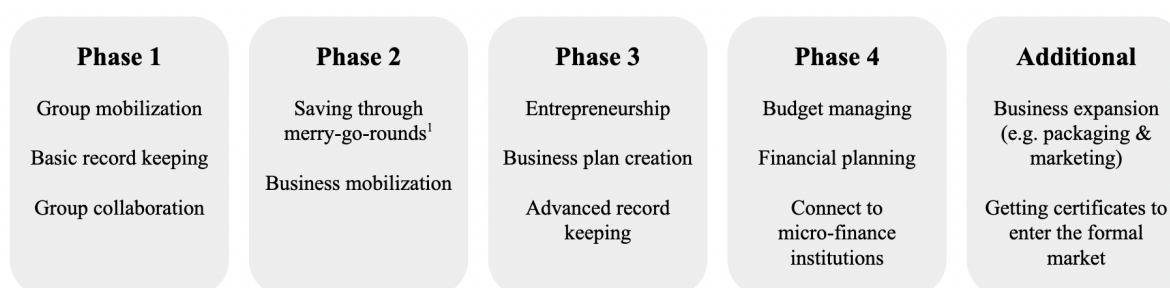 Phase 1
Group mobilization
Basic record keeping
Group collaboration
Phase 2
Saving through
merry-go-rounds¹
Business mobilization
Phase 3
Entrepreneurship
Business plan creation
Advanced record
keeping
Phase 4
Budget managing
Financial planning
Connect to
micro-finance
institutions
Additional
Business expansion
(e.g. packaging &
marketing)
Getting certificates to
enter the formal
market